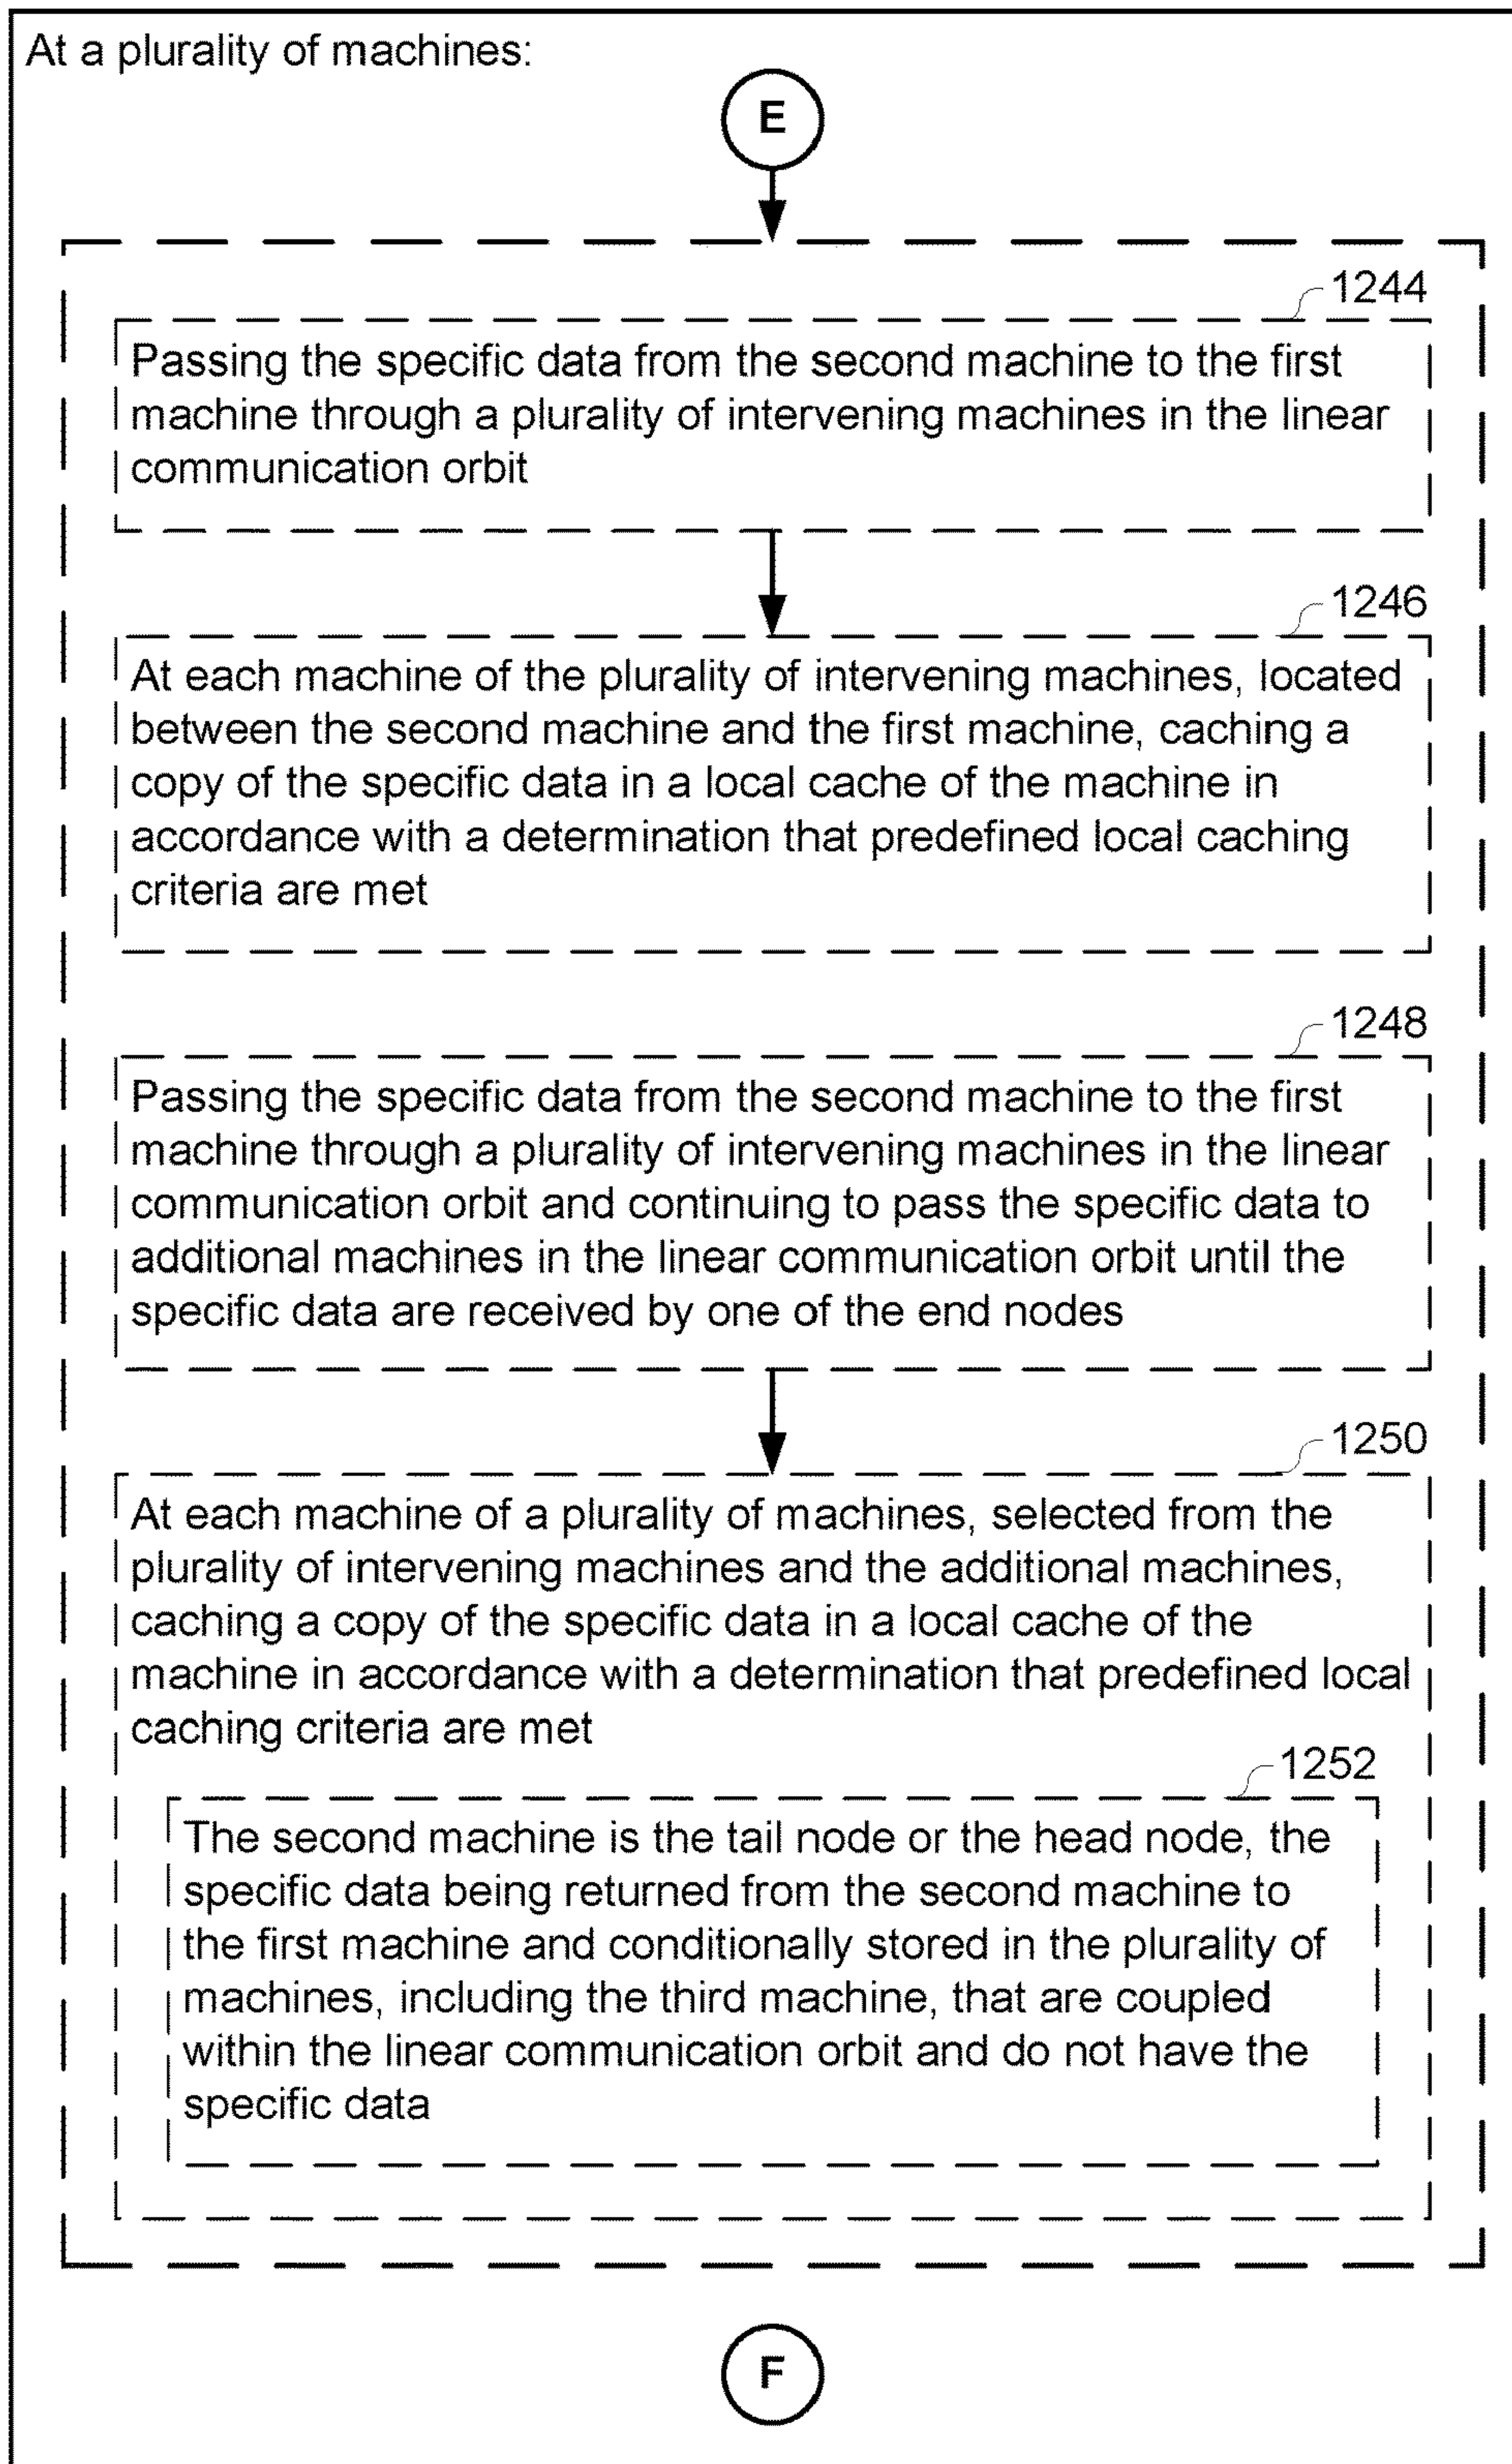 At a plurality of machines:
E
1244
Passing the specific data from the second machine to the first
machine through a plurality of intervening machines in the linear
communication orbit
1246
At each machine of the plurality of intervening machines, located
between the second machine and the first machine, caching a
copy of the specific data in a local cache of the machine in
accordance with a determination that predefined local caching
criteria are met
1248
Passing the specific data from the second machine to the first
machine through a plurality of intervening machines in the linear
communication orbit and continuing to pass the specific data to
additional machines in the linear communication orbit until the
specific data are received by one of the end nodes
1250
At each machine of a plurality of machines, selected from the
plurality of intervening machines and the additional machines,
caching a copy of the specific data in a local cache of the
machine in accordance with a determination that predefined local
caching criteria are met
1252
The second machine is the tail node or the head node, the
specific data being returned from the second machine to
the first machine and conditionally stored in the plurality of
machines, including the third machine, that are coupled
within the linear communication orbit and do not have the
specific data
F